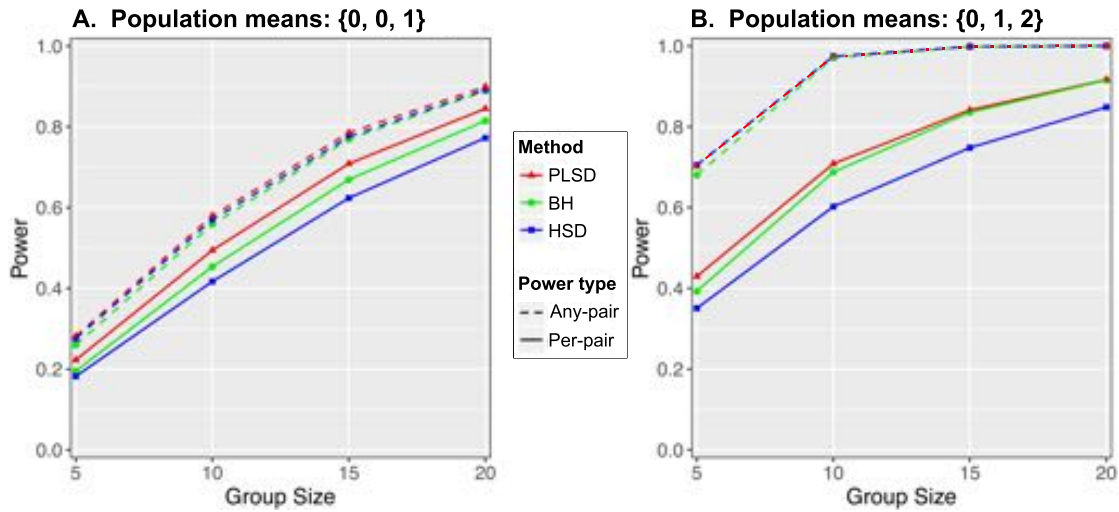 A. Population means: {0, 0, 1}
1.0
0.8
0.6
0.4
0.2
0.0
Power
5 10 15 20
Group Size
Method
PLSD
BH
HSD
Power type
Any-pair
Per-pair
B. Population means: {0, 1, 2}
1.0
0.8
0.6
0.4
0.2
0.0
Power
5 10 15 20
Group Size